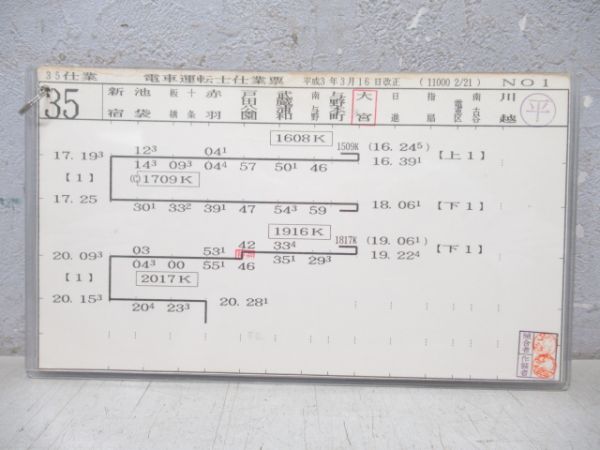 35仕業 電車運転士仕業票 平成3年3月16日改正 (11000 2/21) NO1
35 新宿 池袋 板橋 十条 赤羽 戸田公園 武蔵浦和 南与野 与野本町 大宮 日進 指扇 南古谷 川越 平
1608K
17.19³ 12³ 04¹ 1509K (16.24⁵) [上1]
14³ 09³ 04⁴ 57 50¹ 46 16.39¹
[1] 1709K
17.25 30¹ 33² 39¹ 47 54³ 59 18.06¹ [下1]
1916K
20.09³ 03 53¹ 42 33⁴ 1817K (19.06¹) [下1]
04³ 00 55¹ 46 35¹ 29³ 19.22⁴
[1] 2017K
20.15³ 20⁴ 23³ 20.28¹
照合者 作製者